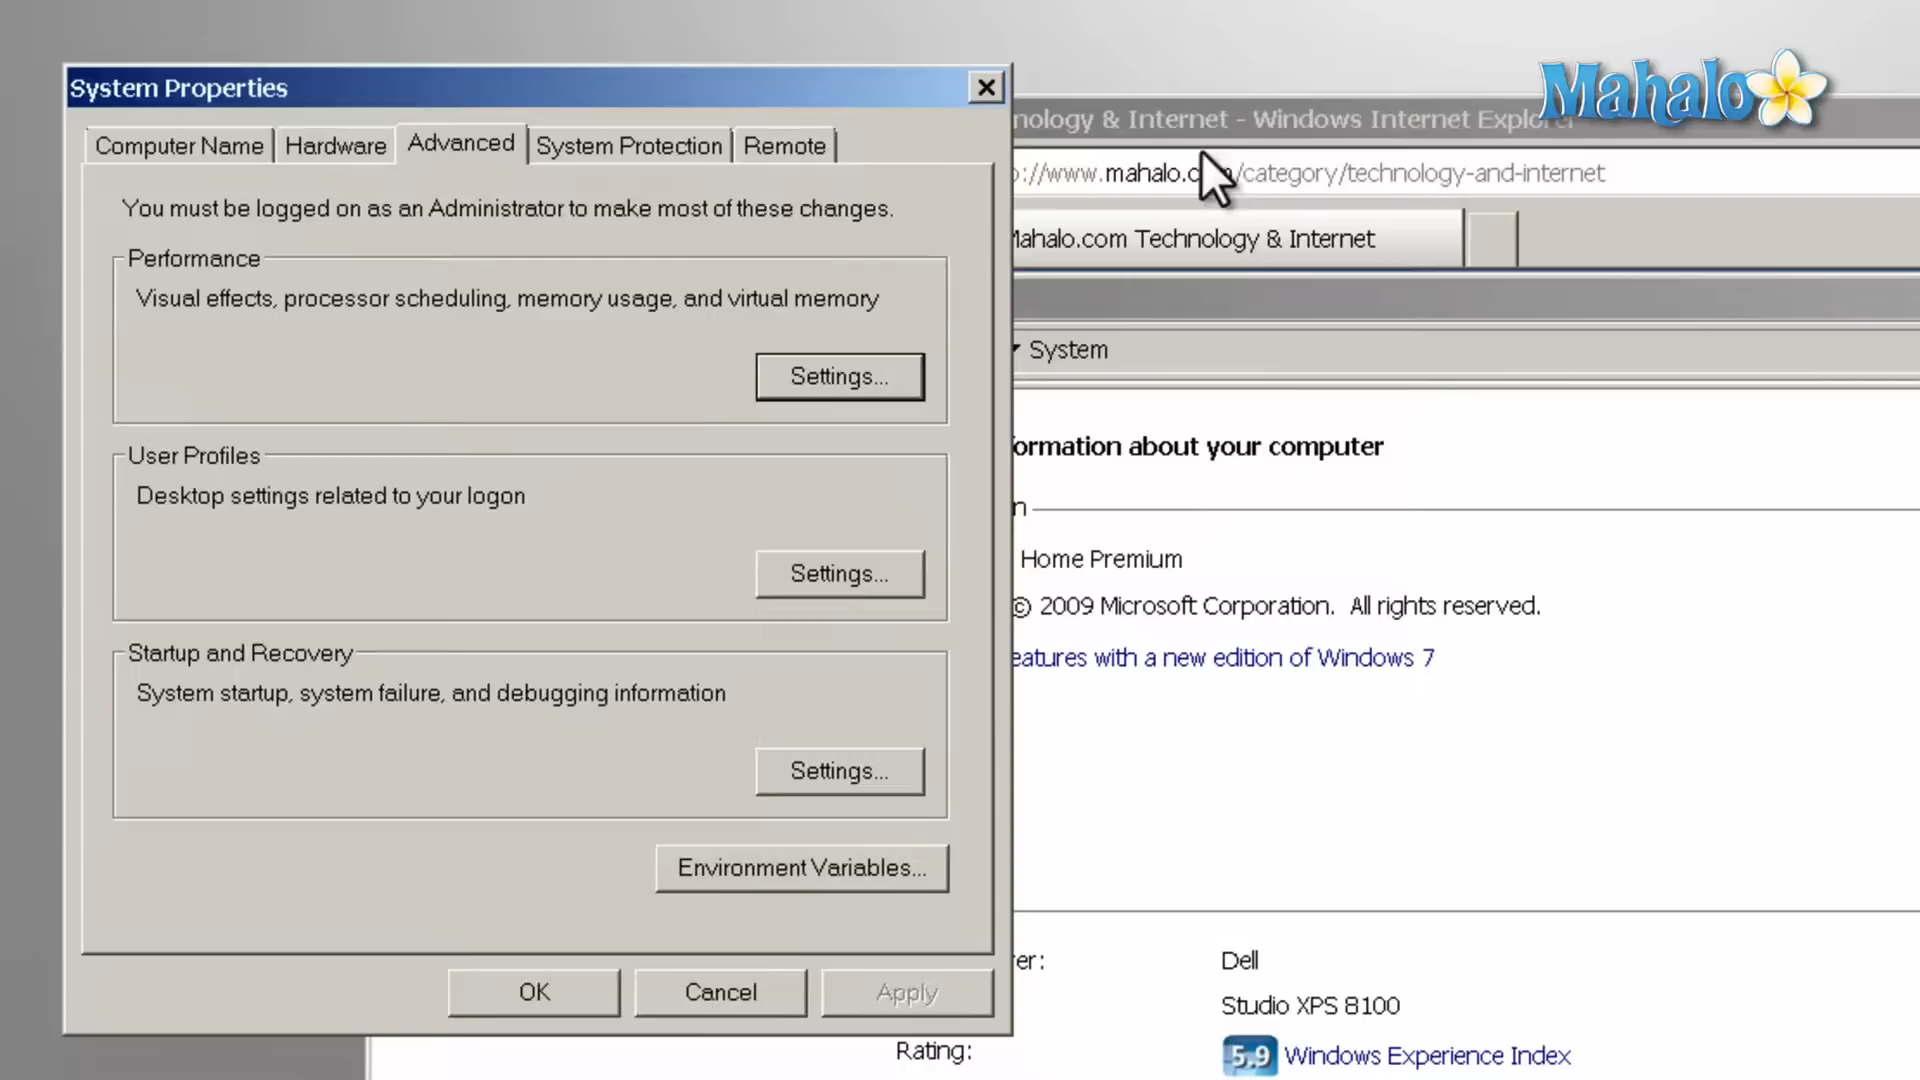 Mahalo
System Properties
nology & Internet - Windows Internet Explorer
Computer Name
Hardware
Advanced
System Protection
Remote
://www.mahalo.com/category/technology-and-internet
You must be logged on as an Administrator to make most of these changes.
Mahalo.com Technology & Internet
Performance
Visual effects, processor scheduling, memory usage, and virtual memory
Settings...
System
User Profiles
Desktop settings related to your logon
Settings...
ormation about your computer
n
Home Premium
© 2009 Microsoft Corporation. All rights reserved.
eatures with a new edition of Windows 7
Startup and Recovery
System startup, system failure, and debugging information
Settings...
Environment Variables...
OK
Cancel
Apply
er:
Dell
Studio XPS 8100
Rating:
5.9 Windows Experience Index